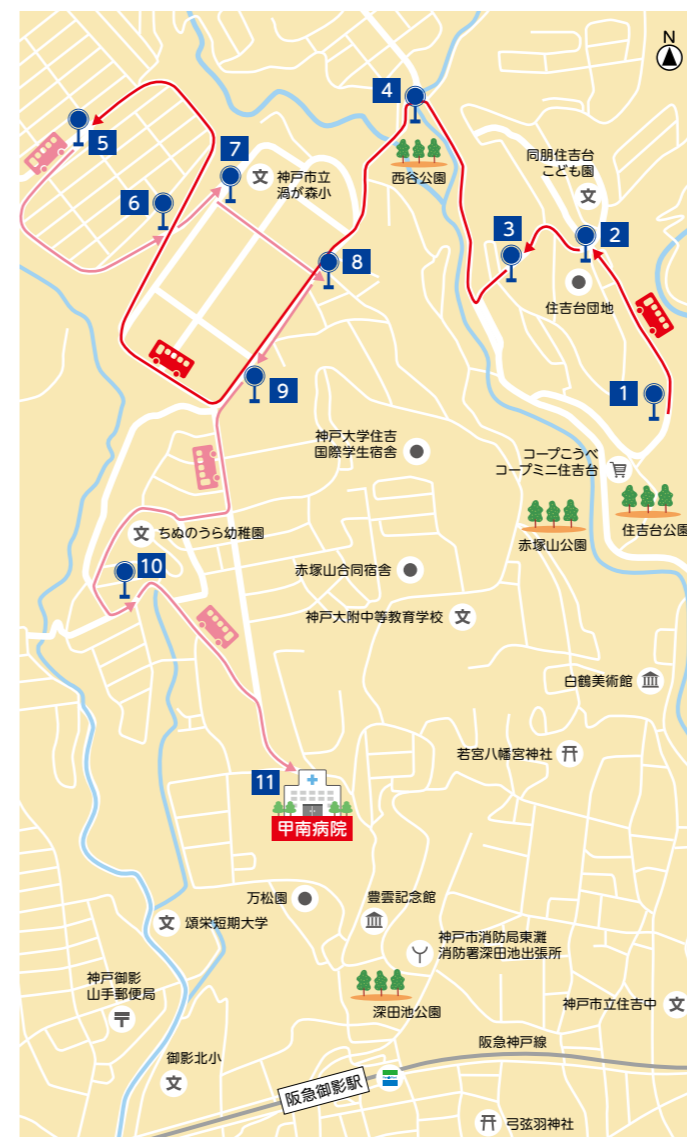 N
4
5
7
神戸市立
渦が森小
西谷公園
同朋住吉台
こども園
6
3
2
8
住吉台団地
9
1
神戸大学住吉
国際学生宿舎
コープこうべ
コープミニ住吉台
住吉台公園
赤塚山公園
ちぬのうら幼稚園
10
赤塚山合同宿舎
神戸大附中等教育学校
白鶴美術館
若宮八幡宮神社
11
甲南病院
万松園
豊雲記念館
頌栄短期大学
神戸市消防局東灘
消防署深田池出張所
神戸御影
山手郵便局
深田池公園
神戸市立住吉中
御影北小
阪急神戸線
阪急御影駅
弓弦羽神社